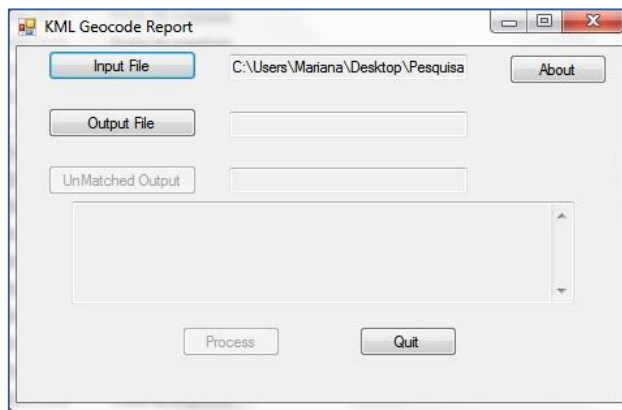 KML Geocode Report
Input File
C:\Users\Mariana\Desktop\Pesquisa
About
Output File
UnMatched Output
Process
Quit